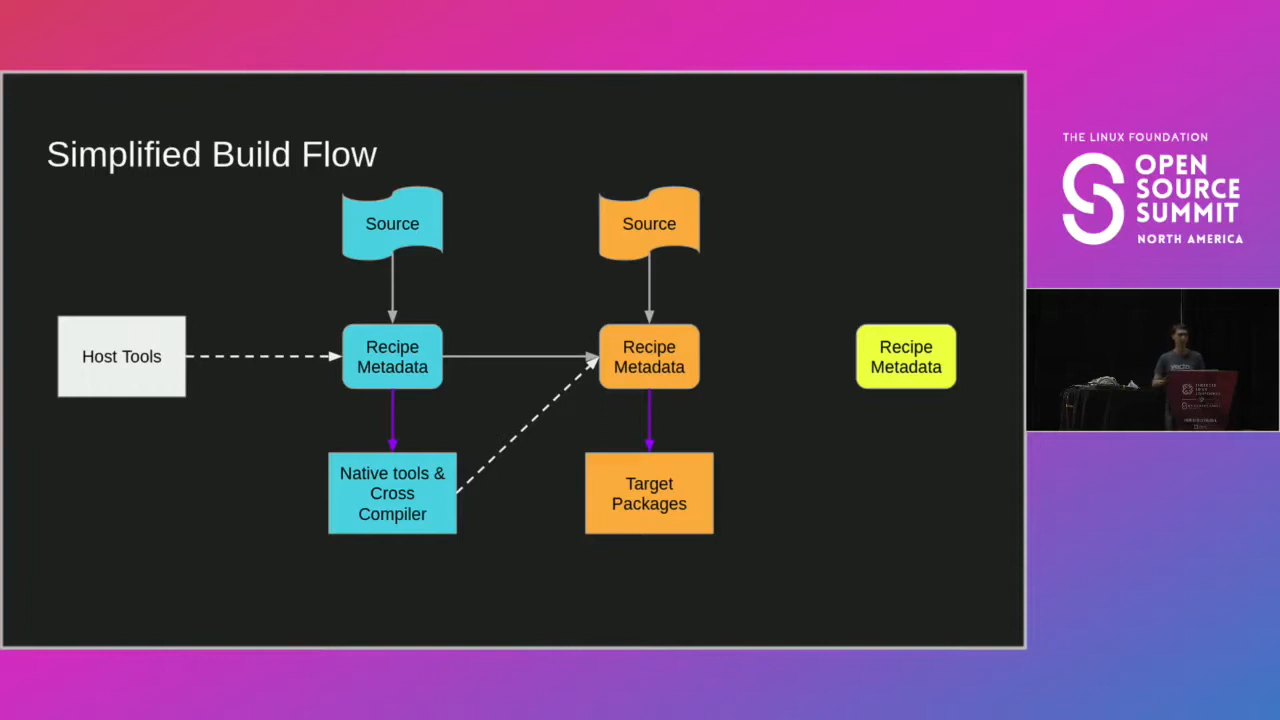 Simplified Build Flow
Source
Source
Host Tools
Recipe
Metadata
Recipe
Metadata
Recipe
Metadata
Native tools &
Cross
Compiler
Target
Packages
THE LINUX FOUNDATION
OPEN
SOURCE
SUMMIT
NORTH AMERICA